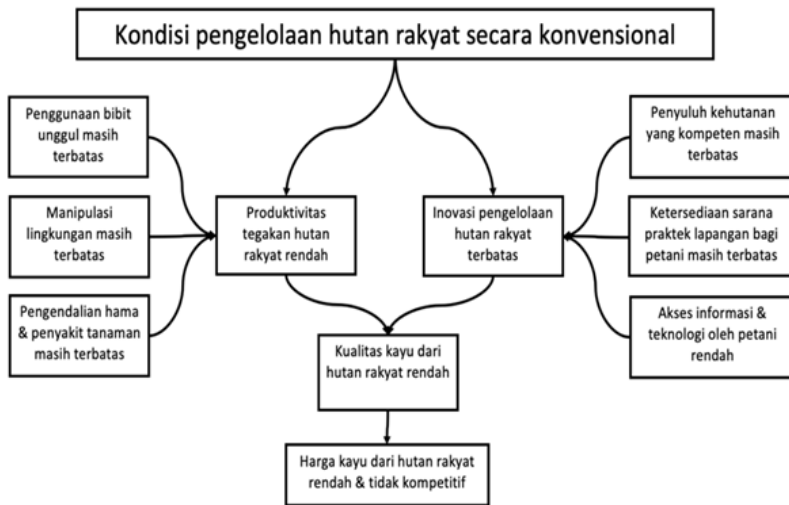 Kondisi pengelolaan hutan rakyat secara konvensional
Penggunaan bibit
unggul masih
terbatas
Manipulasi
lingkungan masih
terbatas
Pengendalian hama
& penyakit tanaman
masih terbatas
Produktivitas
tegakan hutan
rakyat rendah
Inovasi pengelolaan
hutan rakyat
terbatas
Penyuluh kehutanan
yang kompeten masih
terbatas
Ketersediaan sarana
praktek lapangan bagi
petani masih terbatas
Akses informasi &
teknologi oleh petani
rendah
Kualitas kayu dari
hutan rakyat rendah
Harga kayu dari hutan rakyat
rendah & tidak kompetitif